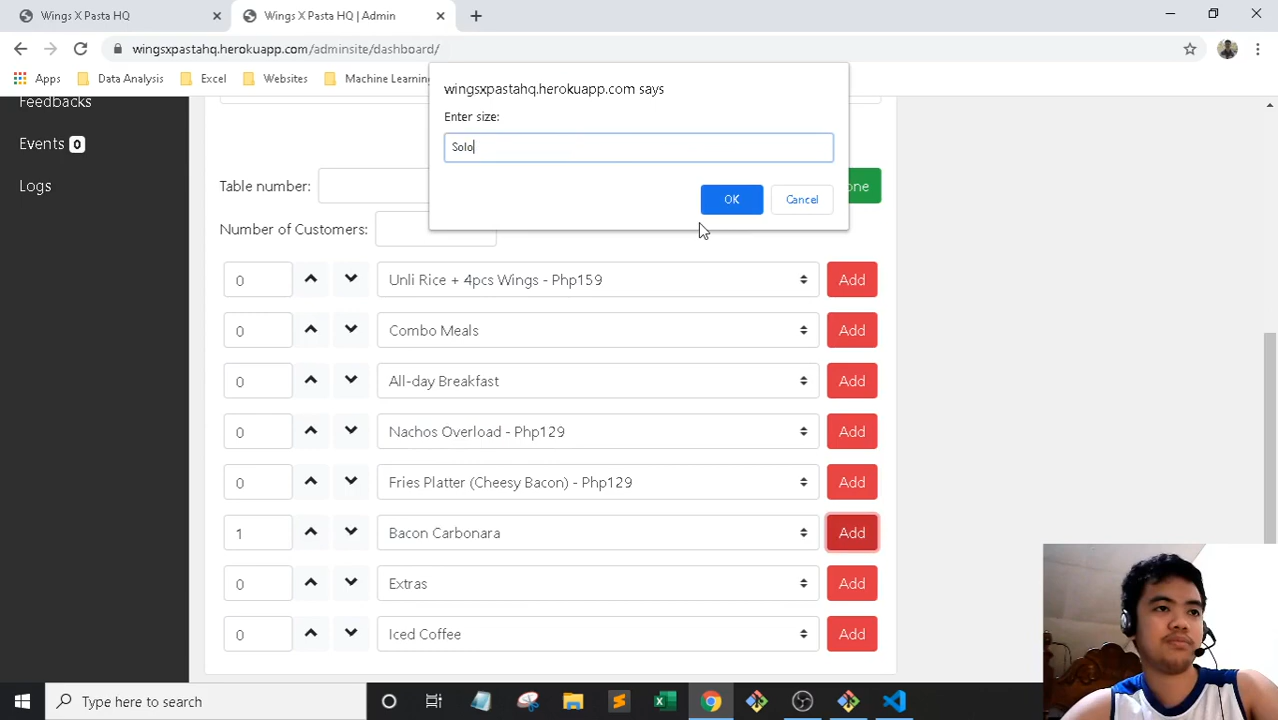 Wings X Pasta HQ
Wings X Pasta HQ | Admin
wingsxpastahq.herokuapp.com/adminsite/dashboard/
Apps
Data Analysis
Excel
Websites
Machine Learning
wingsxpastahq.herokuapp.com says
Enter size:
Solo
OK
Cancel
Feedbacks
Events 0
Logs
Table number:
one
Number of Customers:
0 Unli Rice + 4pcs Wings - Php159 Add
0 Combo Meals Add
0 All-day Breakfast Add
0 Nachos Overload - Php129 Add
0 Fries Platter (Cheesy Bacon) - Php129 Add
1 Bacon Carbonara Add
0 Extras Add
0 Iced Coffee Add
Type here to search